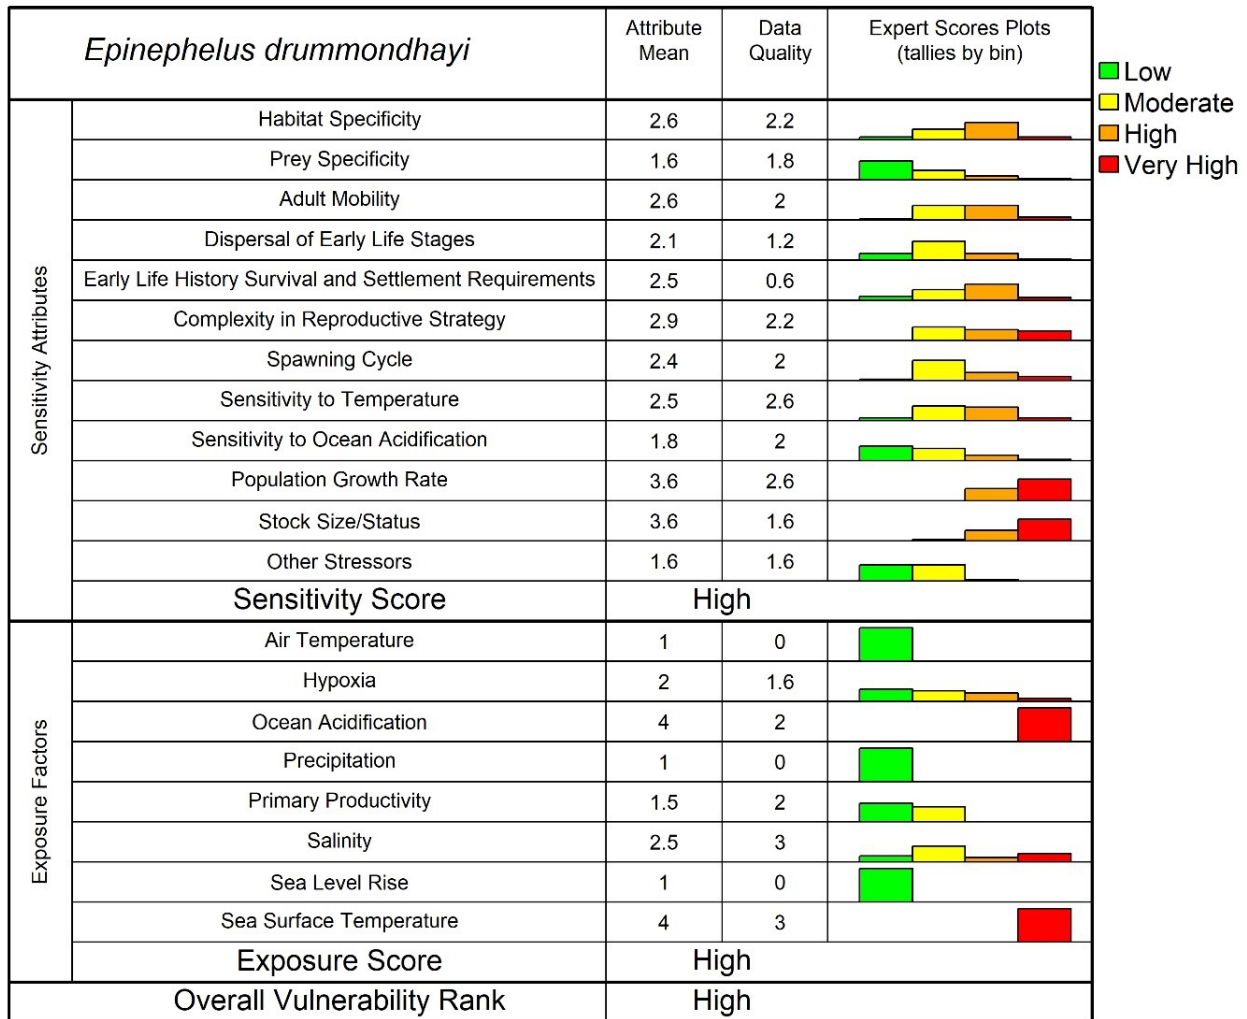 Epinephelus drummondhayi
Attribute Mean
Data Quality
Expert Scores Plots
(tallies by bin)
Low
Moderate
High
Very High
Sensitivity Attributes
Habitat Specificity 2.6 2.2
Prey Specificity 1.6 1.8
Adult Mobility 2.6 2
Dispersal of Early Life Stages 2.1 1.2
Early Life History Survival and Settlement Requirements 2.5 0.6
Complexity in Reproductive Strategy 2.9 2.2
Spawning Cycle 2.4 2
Sensitivity to Temperature 2.5 2.6
Sensitivity to Ocean Acidification 1.8 2
Population Growth Rate 3.6 2.6
Stock Size/Status 3.6 1.6
Other Stressors 1.6 1.6
Sensitivity Score High
Exposure Factors
Air Temperature 1 0
Hypoxia 2 1.6
Ocean Acidification 4 2
Precipitation 1 0
Primary Productivity 1.5 2
Salinity 2.5 3
Sea Level Rise 1 0
Sea Surface Temperature 4 3
Exposure Score High
Overall Vulnerability Rank High